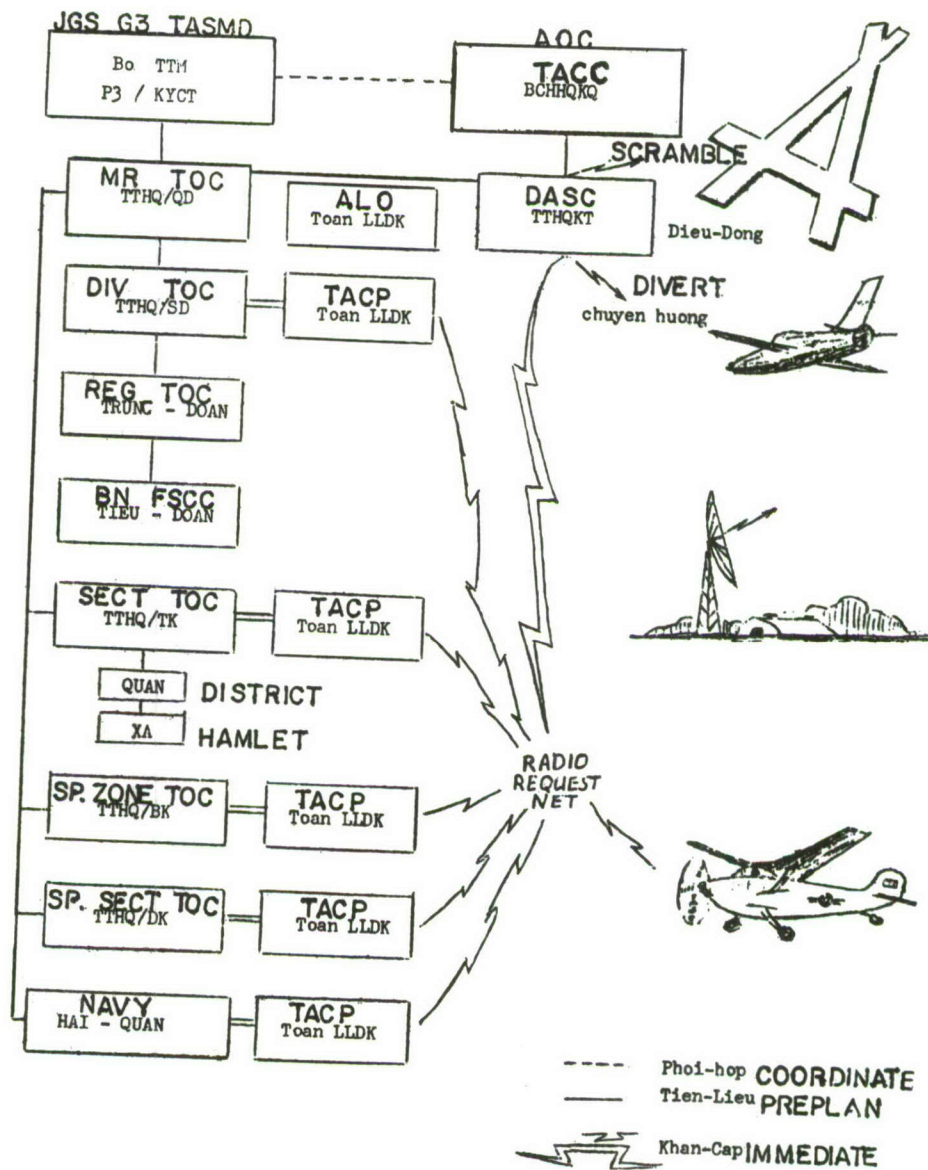 JGS G3 TASMD
Bo TTM
P3 / KYCT
AOC
TACC
BCHHQKQ
SCRAMBLE
MR TOC
TTHQ/QD
ALO
Toan LLDK
DASC
TTHQKT
Dieu-Dong
DIV TOC
TTHQ/SD
TACP
Toan LLDK
DIVERT
chuyen huong
REG TOC
TRUNC - DOAN
BN FSCC
TIEU - DOAN
SECT TOC
TTHQ/TK
TACP
Toan LLDK
QUAN
DISTRICT
XA
HAMLET
RADIO
REQUEST
NET
SP. ZONE TOC
TTHQ/BK
TACP
Toan LLDK
SP. SECT TOC
TTHQ/DK
TACP
Toan LLDK
NAVY
HAI - QUAN
TACP
Toan LLDK
Phoi-hop COORDINATE
Tien-Lieu PREPLAN
Khan-Cap IMMEDIATE